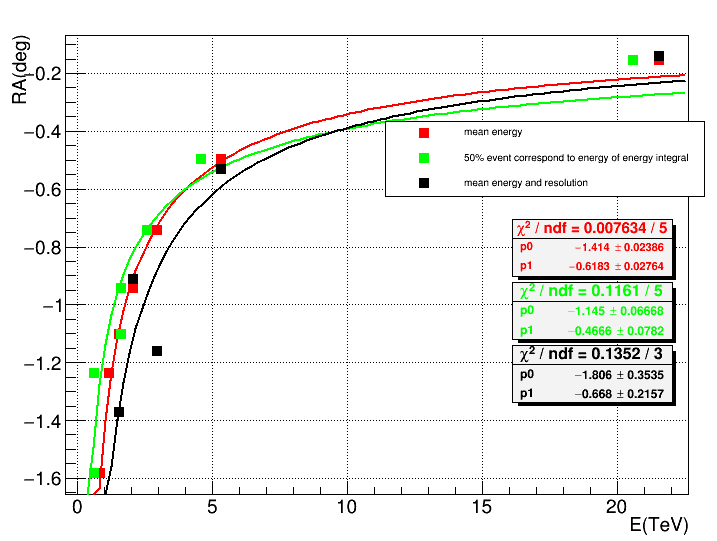 RA(deg)
−0.2
−0.4
−0.6
−0.8
−1
−1.2
−1.4
−1.6
0
5
10
15
20
E(TeV)
mean energy
50% event correspond to energy of energy integral
mean energy and resolution
χ² / ndf = 0.007634 / 5
p0 −1.414 ± 0.02386
p1 −0.6183 ± 0.02764
χ² / ndf = 0.1161 / 5
p0 −1.145 ± 0.06668
p1 −0.4666 ± 0.0782
χ² / ndf = 0.1352 / 3
p0 −1.806 ± 0.3535
p1 −0.668 ± 0.2157